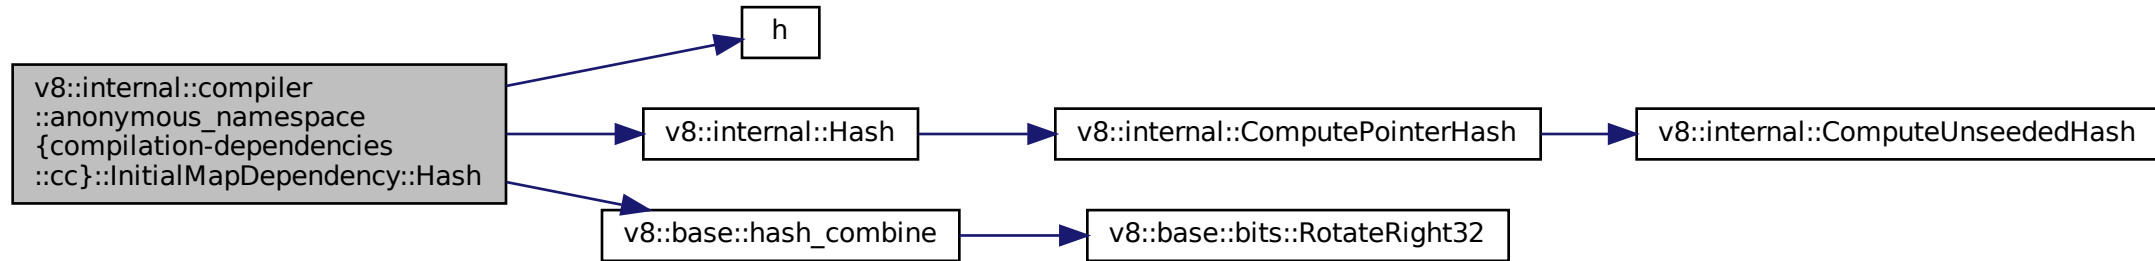 h
v8::internal::compiler
::anonymous_namespace
{compilation-dependencies
::cc}::InitialMapDependency::Hash
v8::internal::Hash
v8::internal::ComputePointerHash
v8::internal::ComputeUnseededHash
v8::base::hash_combine
v8::base::bits::RotateRight32